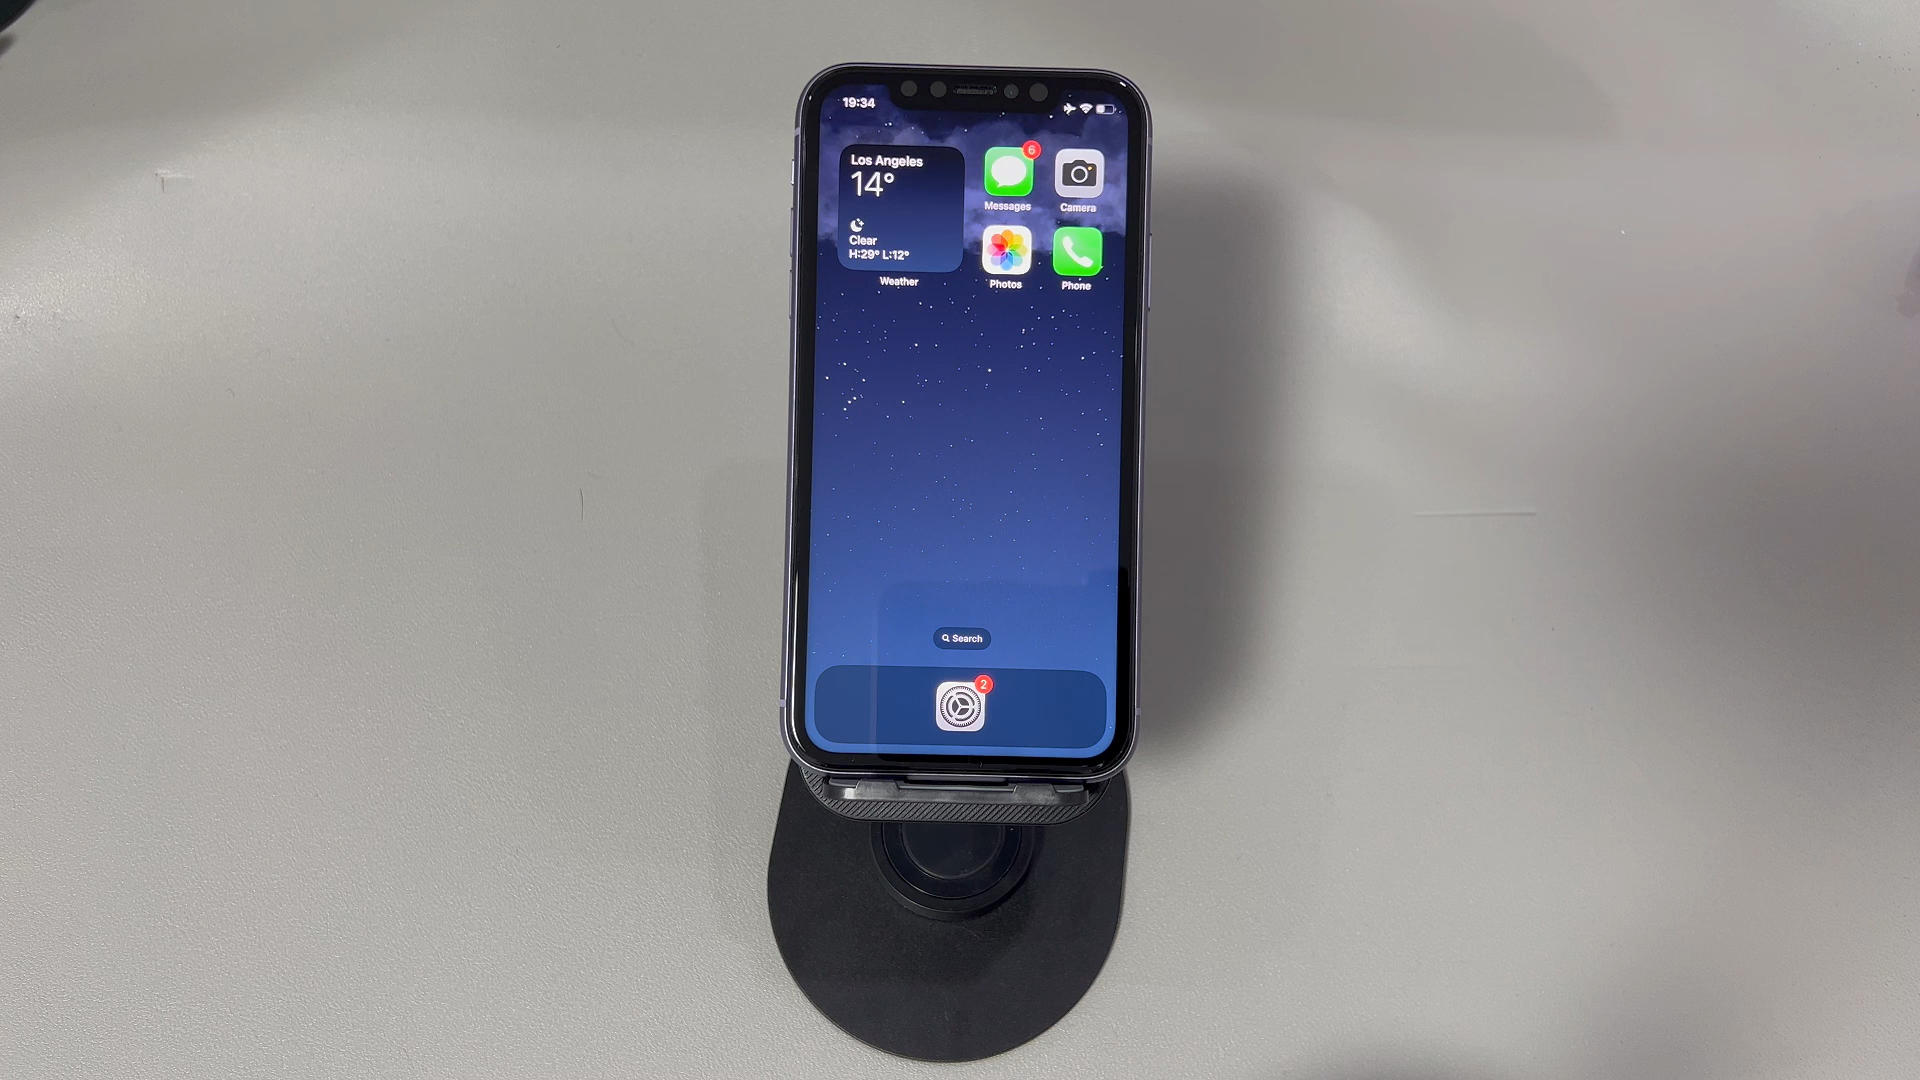 19:34
Los Angeles
14°
Clear
H:29° L:12°
Weather
6
Messages
Camera
Photos
Phone
Search
2